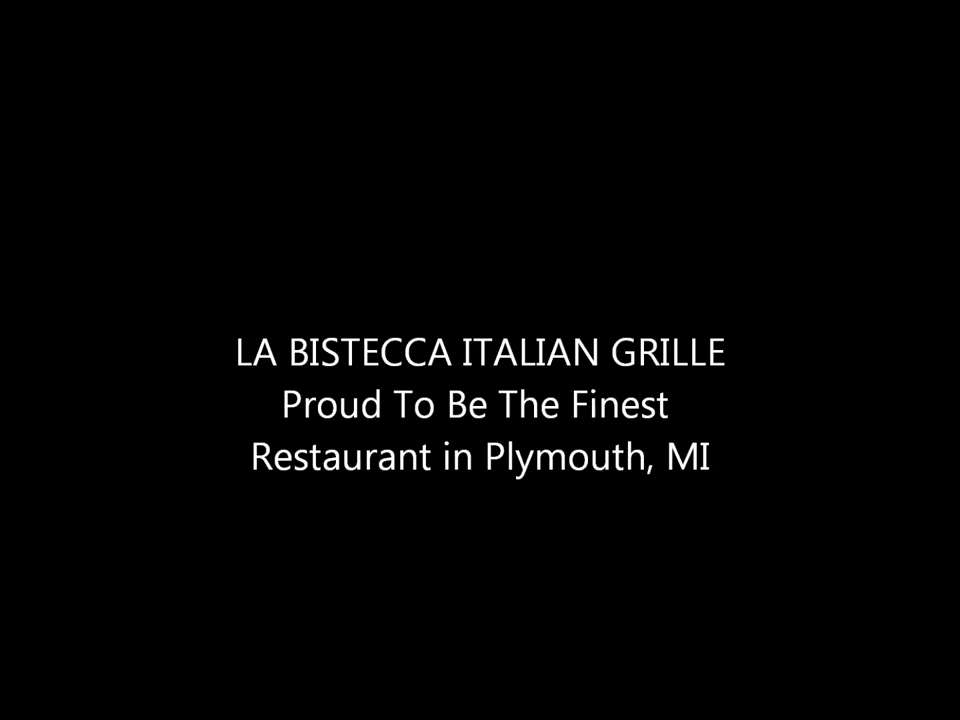 LA BISTECCA ITALIAN GRILLE
Proud To Be The Finest
Restaurant in Plymouth, MI